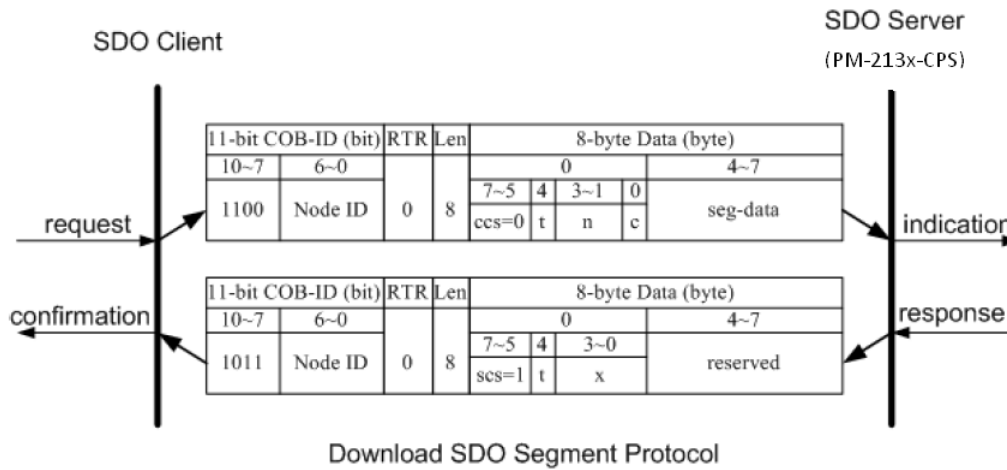 SDO Client
SDO Server
(PM-213x-CPS)
11-bit COB-ID (bit) RTR Len 8-byte Data (byte)
10~7 6~0 0 4~7
7~5 4 3~1 0
1100 Node ID 0 8 ccs=0 t n c seg-data
request
indication
11-bit COB-ID (bit) RTR Len 8-byte Data (byte)
10~7 6~0 0 4~7
7~5 4 3~0
1011 Node ID 0 8 scs=1 t x reserved
confirmation
response
Download SDO Segment Protocol